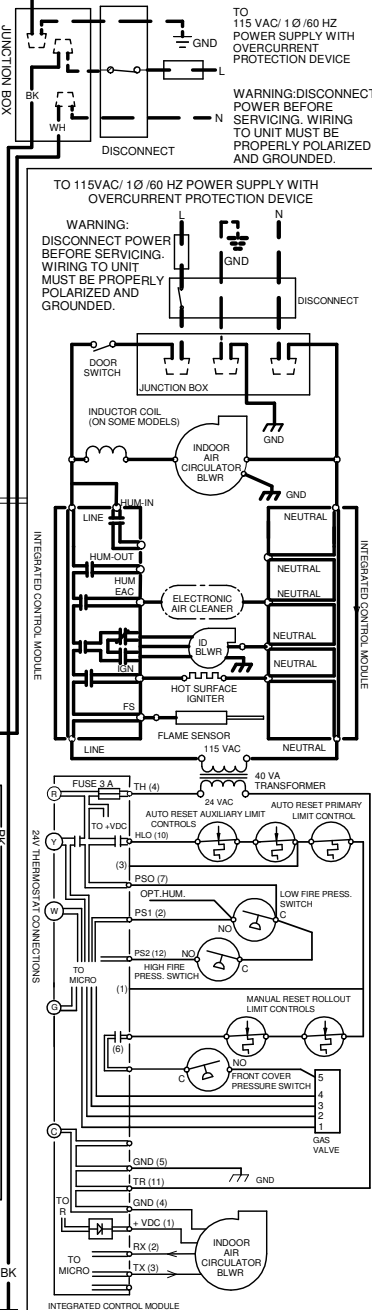 JUNCTION BOX
BK
WH
GND
L
N
DISCONNECT
TO
115 VAC/ 1Ø /60 HZ
POWER SUPPLY WITH
OVERCURRENT
PROTECTION DEVICE
WARNING:DISCONNECT
POWER BEFORE
SERVICING. WIRING
TO UNIT MUST BE
PROPERLY POLARIZED
AND GROUNDED.
TO 115VAC/ 1Ø /60 HZ POWER SUPPLY WITH
OVERCURRENT PROTECTION DEVICE
WARNING:
DISCONNECT POWER
BEFORE SERVICING.
WIRING TO UNIT
MUST BE PROPERLY
POLARIZED AND
GROUNDED.
L
N
GND
DISCONNECT
DOOR
SWITCH
JUNCTION BOX
INDUCTOR COIL
(ON SOME MODELS)
GND
INDOOR
AIR
CIRCULATOR
BLWR
GND
INTEGRATED CONTROL MODULE
LINE
HUM-IN
NEUTRAL
HUM-OUT
NEUTRAL
HUM
EAC
ELECTRONIC
AIR CLEANER
NEUTRAL
ID
BLWR
NEUTRAL
IGN
HOT SURFACE
IGNITER
NEUTRAL
FS
FLAME SENSOR
LINE
115 VAC
NEUTRAL
INTEGRATED CONTROL MODULE
40 VA
TRANSFORMER
24 VAC
24V THERMOSTAT CONNECTIONS
R
FUSE 3 A
TH (4)
TO +VDC
AUTO RESET AUXILIARY LIMIT
CONTROLS
AUTO RESET PRIMARY
LIMIT CONTROL
Y
HLO (10)
(3)
PSO (7)
W
OPT.HUM.
LOW FIRE PRESS.
SWITCH
PS1 (2)
C
NO
TO
MICRO
PS2 (12)
NO
C
HIGH FIRE
PRESS. SWTICH
(1)
G
MANUAL RESET ROLLOUT
LIMIT CONTROLS
(6)
NO
C
FRONT COVER
PRESSURE SWITCH
5
4
3
2
1
GAS
VALVE
C
GND (5)
GND
TR (11)
TO
R
GND (4)
+ VDC (1)
RX (2)
TO
MICRO
TX (3)
INDOOR
AIR
CIRCULATOR
BLWR
INTEGRATED CONTROL MODULE
BK
BK